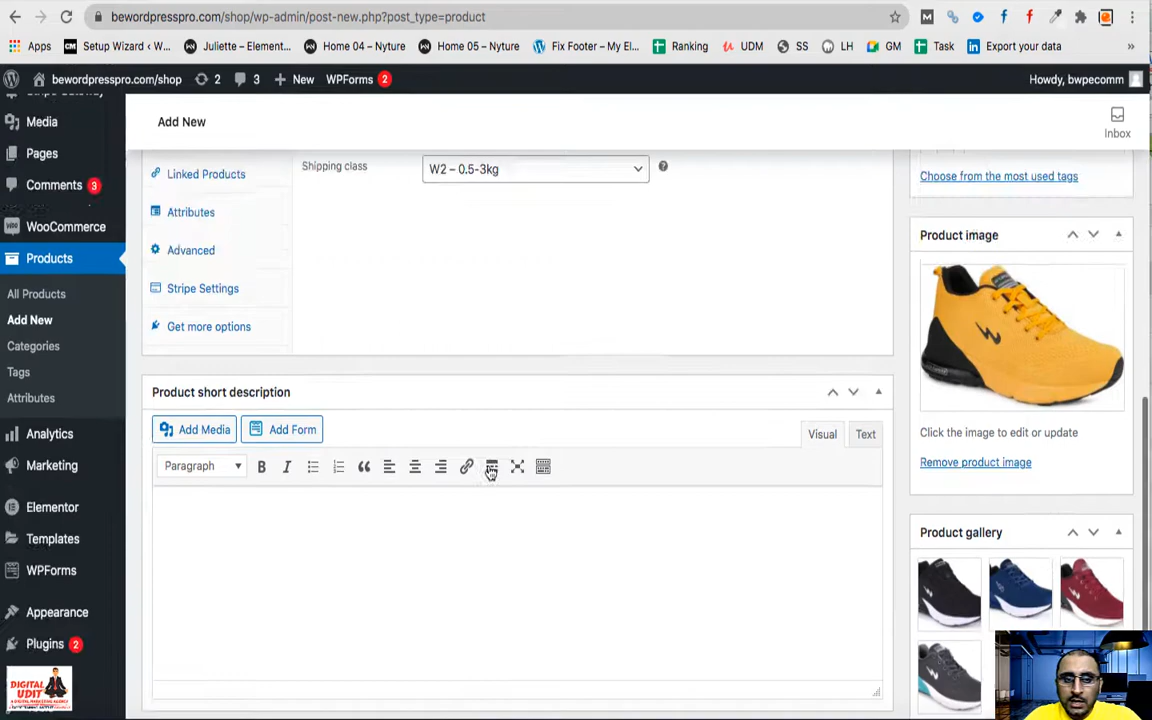 bewordpresspro.com/shop/wp-admin/post-new.php?post_type=product
Apps
Setup Wizard ‹ W...
Juliette – Element...
Home 04 – Nyture
Home 05 – Nyture
Fix Footer – My El...
Ranking
UDM
SS
LH
GM
Task
Export your data
»
bewordpresspro.com/shop
2
3
New
WPForms 2
Howdy, bwpecomm
Media
Pages
Comments 3
WooCommerce
Products
All Products
Add New
Categories
Tags
Attributes
Analytics
Marketing
Elementor
Templates
WPForms
Appearance
Plugins 2
DIGITAL
UDIT
Add New
Inbox
Linked Products
Attributes
Advanced
Stripe Settings
Get more options
Shipping class
W2 – 0.5-3kg
Product short description
Add Media
Add Form
Visual
Text
Paragraph
B
I
Choose from the most used tags
Product image
Click the image to edit or update
Remove product image
Product gallery